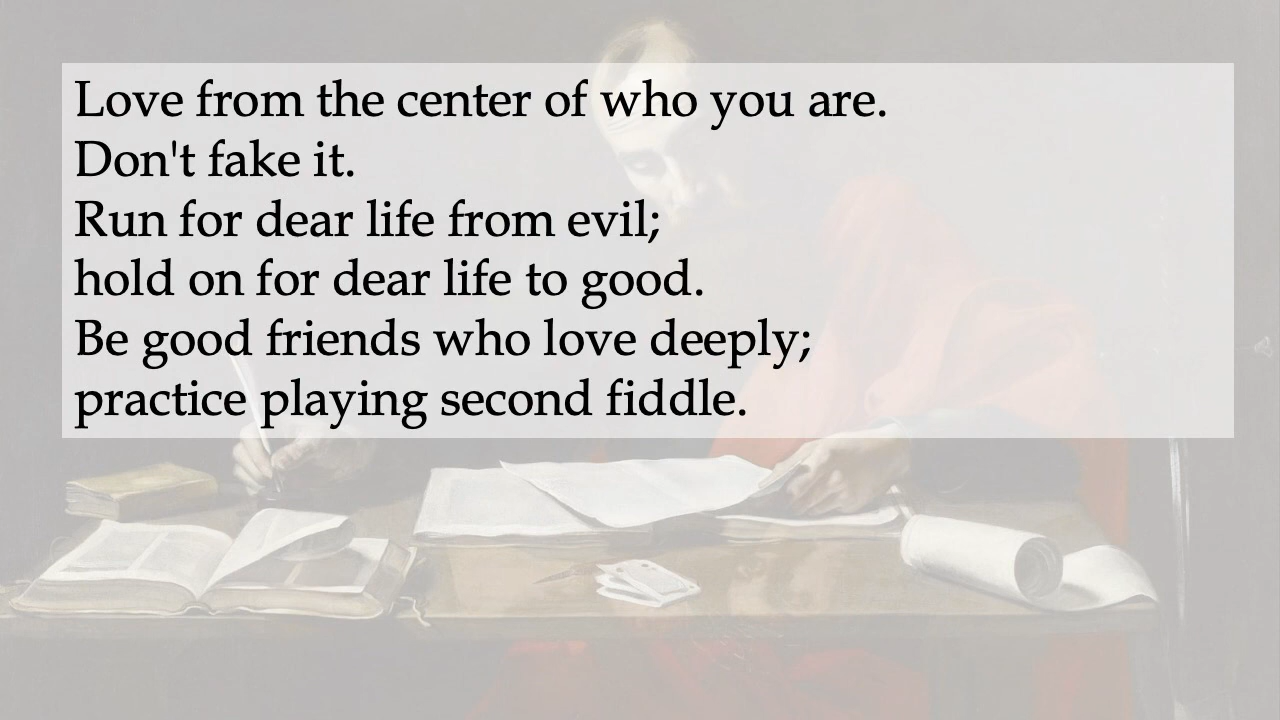 Love from the center of who you are.
Don't fake it.
Run for dear life from evil;
hold on for dear life to good.
Be good friends who love deeply;
practice playing second fiddle.